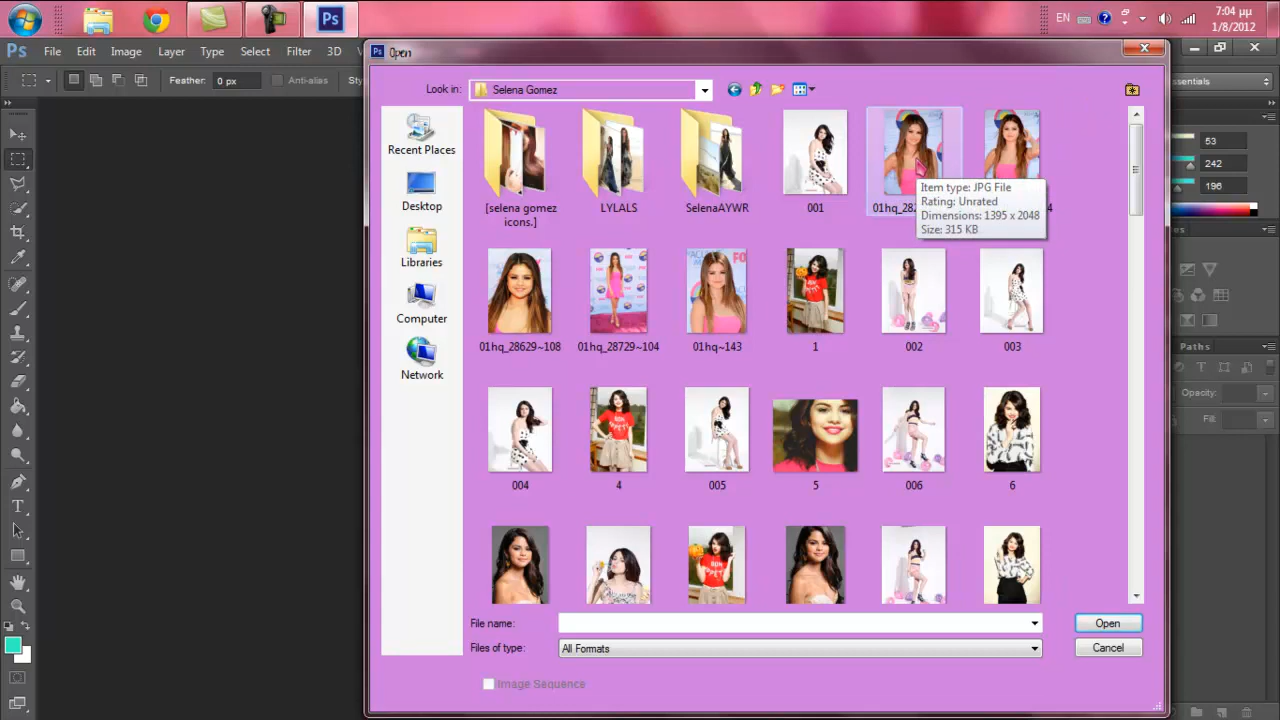 EN
7:04 μμ
1/8/2012
Ps
File Edit Image Layer Type Select Filter 3D
Open
Feather: 0 px
Anti-alias
essentials
Look in:
Selena Gomez
Recent Places
Desktop
Libraries
Computer
Network
[selena gomez
icons.]
LYLALS
SelenaAYWR
001
Item type: JPG File
Rating: Unrated
Dimensions: 1395 x 2048
Size: 315 KB
01hq_28629~108
01hq_28729~104
01hq~143
1
002
003
004
4
005
5
006
6
File name:
Open
Files of type:
All Formats
Cancel
Image Sequence
53
242
196
Paths
Opacity:
Fill: